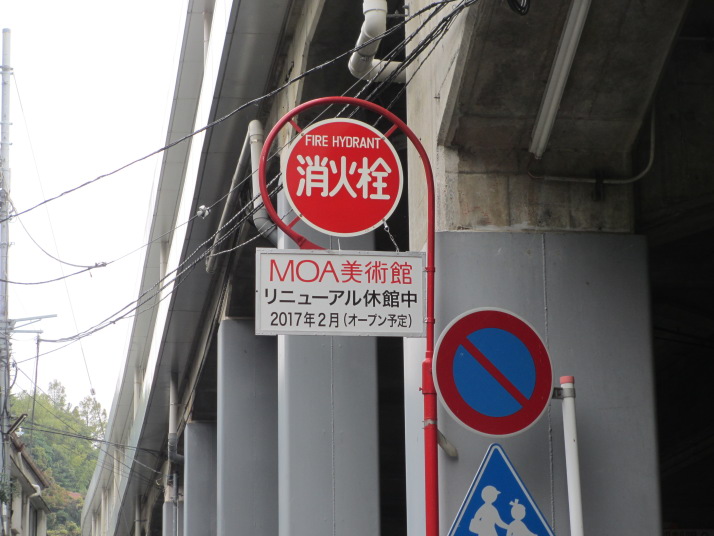 FIRE HYDRANT
消火栓
MOA美術館
リニューアル休館中
2017年2月(オープン予定)